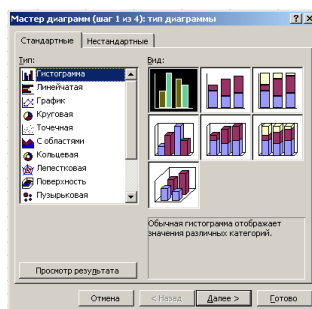 Мастер диаграмм (шаг 1 из 4): тип диаграммы
Стандартные
Нестандартные
Тип:
Гистограмма
Линейчатая
График
Круговая
Точечная
С областями
Кольцевая
Лепестковая
Поверхность
Пузырьковая
Вид:
Обычная гистограмма отображает
значения различных категорий.
Просмотр результата
Отмена
< Назад
Далее >
Готово